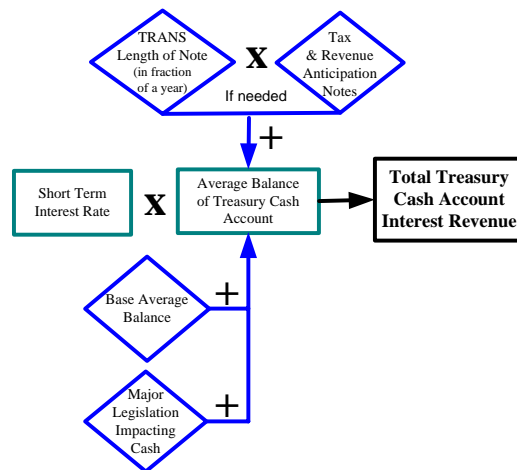 TRANS
Length of Note
(in fraction
of a year)
X
Tax
& Revenue
Anticipation
Notes
If needed
+
Short Term
Interest Rate
X
Average Balance
of Treasury Cash
Account
Total Treasury
Cash Account
Interest Revenue
Base Average
Balance
+
Major
Legislation
Impacting
Cash
+